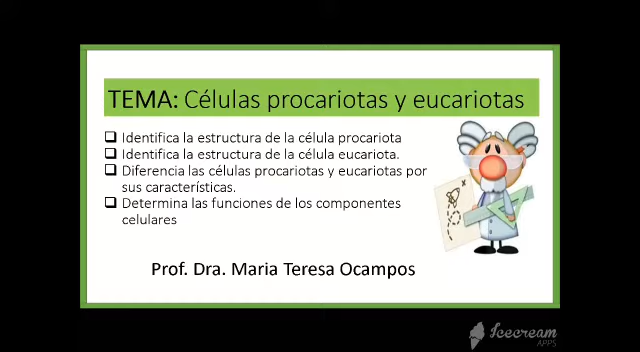 TEMA: Células procariotas y eucariotas
Identifica la estructura de la célula procariota
Identifica la estructura de la célula eucariota.
Diferencia las células procariotas y eucariotas por
sus características.
Determina las funciones de los componentes
celulares
Prof. Dra. Maria Teresa Ocampos
Icecream
APPS